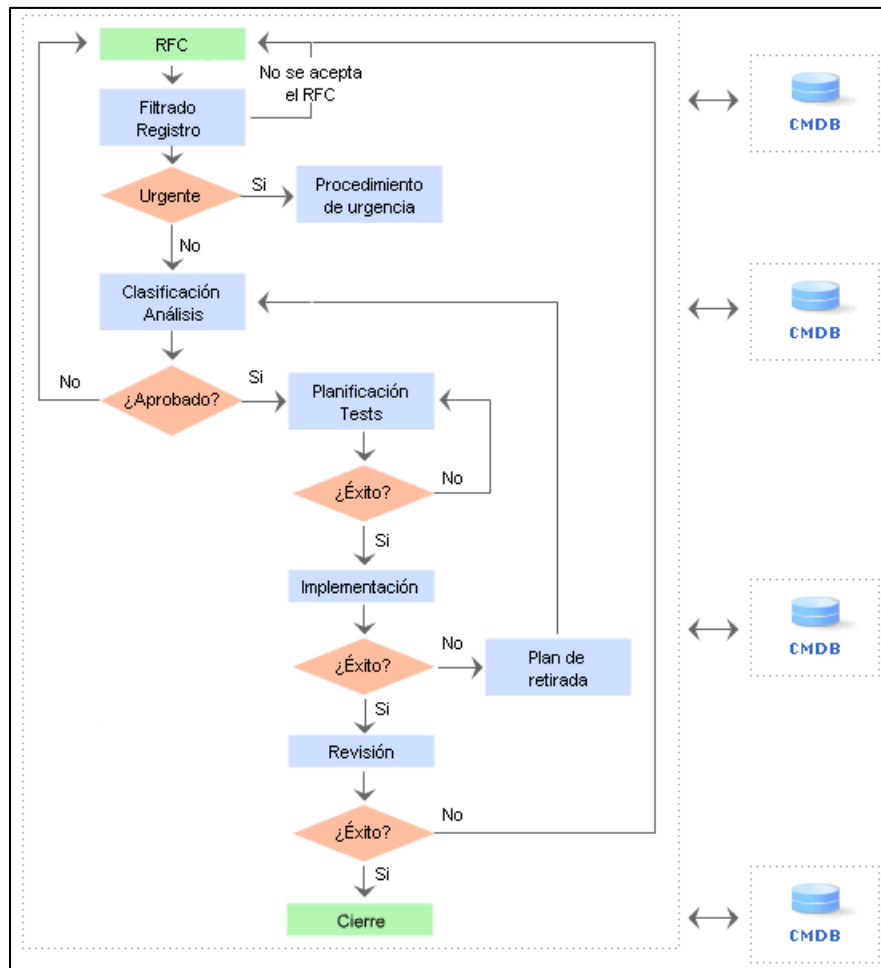 RFC
No se acepta
el RFC
CMDB
Filtrado
Registro
Urgente
Si
Procedimiento
de urgencia
No
Clasificación
Análisis
CMDB
No
¿Aprobado?
Si
Planificación
Tests
¿Éxito?
No
Si
Implementación
CMDB
¿Éxito?
No
Plan de
retirada
Si
Revisión
¿Éxito?
No
Si
Cierre
CMDB